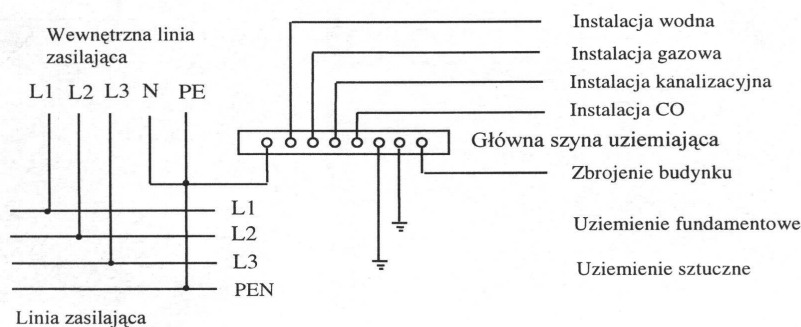 Wewnętrzna linia
zasilająca
L1 L2 L3 N PE
Instalacja wodna
Instalacja gazowa
Instalacja kanalizacyjna
Instalacja CO
Główna szyna uziemiająca
Zbrojenie budynku
Uziemienie fundamentowe
Uziemienie sztuczne
L1
L2
L3
PEN
Linia zasilająca